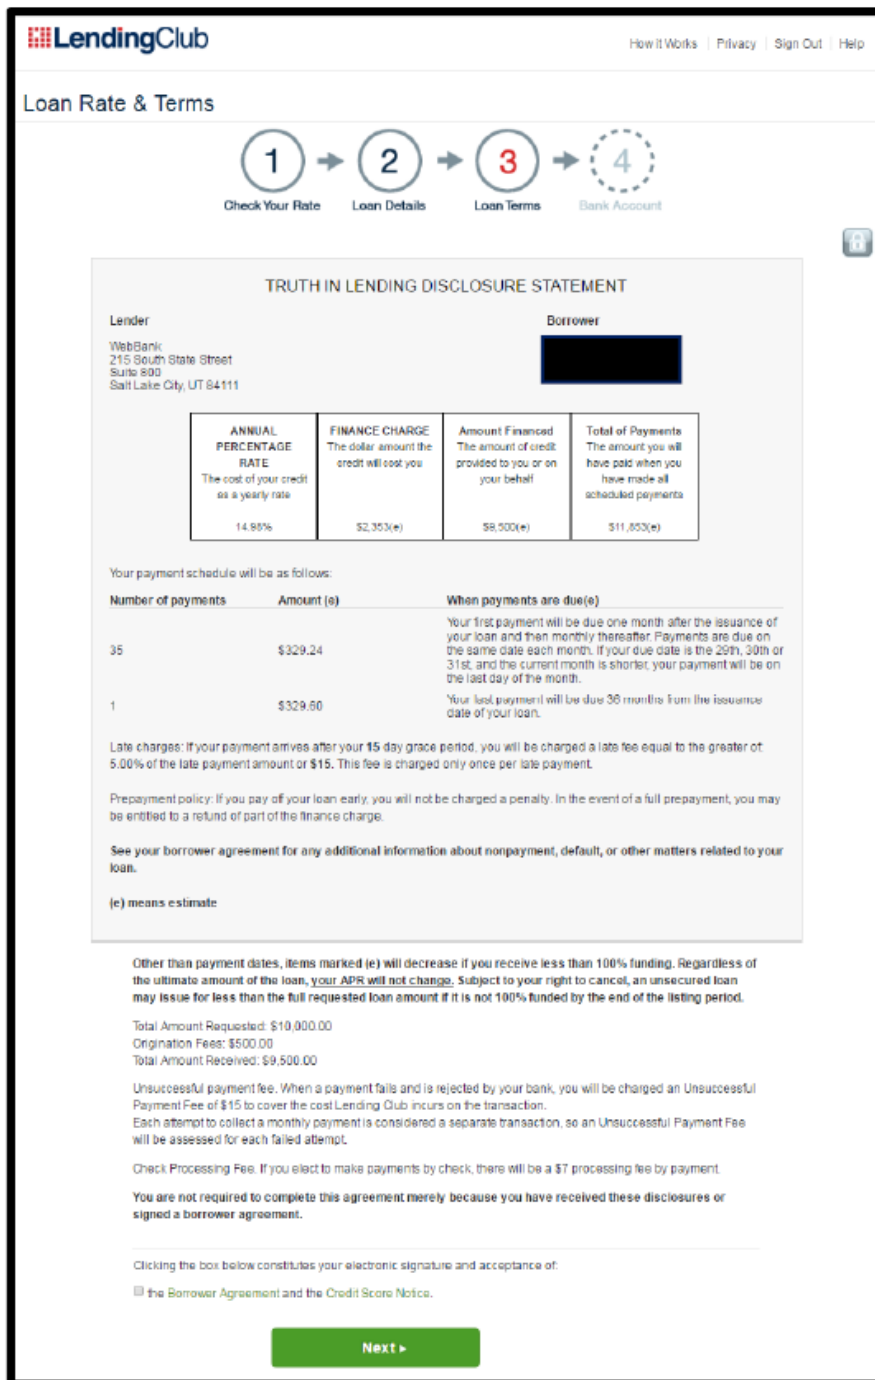 LendingClub
How it Works | Privacy | Sign Out | Help
Loan Rate & Terms
1 2 3 4
Check Your Rate Loan Details Loan Terms Bank Account
TRUTH IN LENDING DISCLOSURE STATEMENT
Lender Borrower
WebBank
215 South State Street
Suite 800
Salt Lake City, UT 84111
ANNUAL PERCENTAGE RATE
The cost of your credit as a yearly rate
14.98%
FINANCE CHARGE
The dollar amount the credit will cost you
$2,353(e)
Amount Financed
The amount of credit provided to you or on your behalf
$9,500(e)
Total of Payments
The amount you will have paid when you have made all scheduled payments
$11,853(e)
Your payment schedule will be as follows:
Number of payments Amount (e) When payments are due(e)
35 $329.24
Your first payment will be due one month after the issuance of
your loan and then monthly thereafter. Payments are due on
the same date each month. If your due date is the 29th, 30th or
31st, and the current month is shorter, your payment will be on
the last day of the month.
1 $329.60
Your last payment will be due 36 months from the issuance
date of your loan.
Late charges: If your payment arrives after your 15 day grace period, you will be charged a late fee equal to the greater of:
5.00% of the late payment amount or $15. This fee is charged only once per late payment.
Prepayment policy: If you pay off your loan early, you will not be charged a penalty. In the event of a full prepayment, you may
be entitled to a refund of part of the finance charge.
See your borrower agreement for any additional information about nonpayment, default, or other matters related to your
loan.
(e) means estimate
Other than payment dates, items marked (e) will decrease if you receive less than 100% funding. Regardless of
the ultimate amount of the loan, your APR will not change. Subject to your right to cancel, an unsecured loan
may issue for less than the full requested loan amount if it is not 100% funded by the end of the listing period.
Total Amount Requested: $10,000.00
Origination Fees: $500.00
Total Amount Received: $9,500.00
Unsuccessful payment fee. When a payment fails and is rejected by your bank, you will be charged an Unsuccessful
Payment Fee of $15 to cover the cost Lending Club incurs on the transaction.
Each attempt to collect a monthly payment is considered a separate transaction, so an Unsuccessful Payment Fee
will be assessed for each failed attempt.
Check Processing Fee. If you elect to make payments by check, there will be a $7 processing fee by payment.
You are not required to complete this agreement merely because you have received these disclosures or
signed a borrower agreement.
Clicking the box below constitutes your electronic signature and acceptance of:
the Borrower Agreement and the Credit Score Notice.
Next ▸